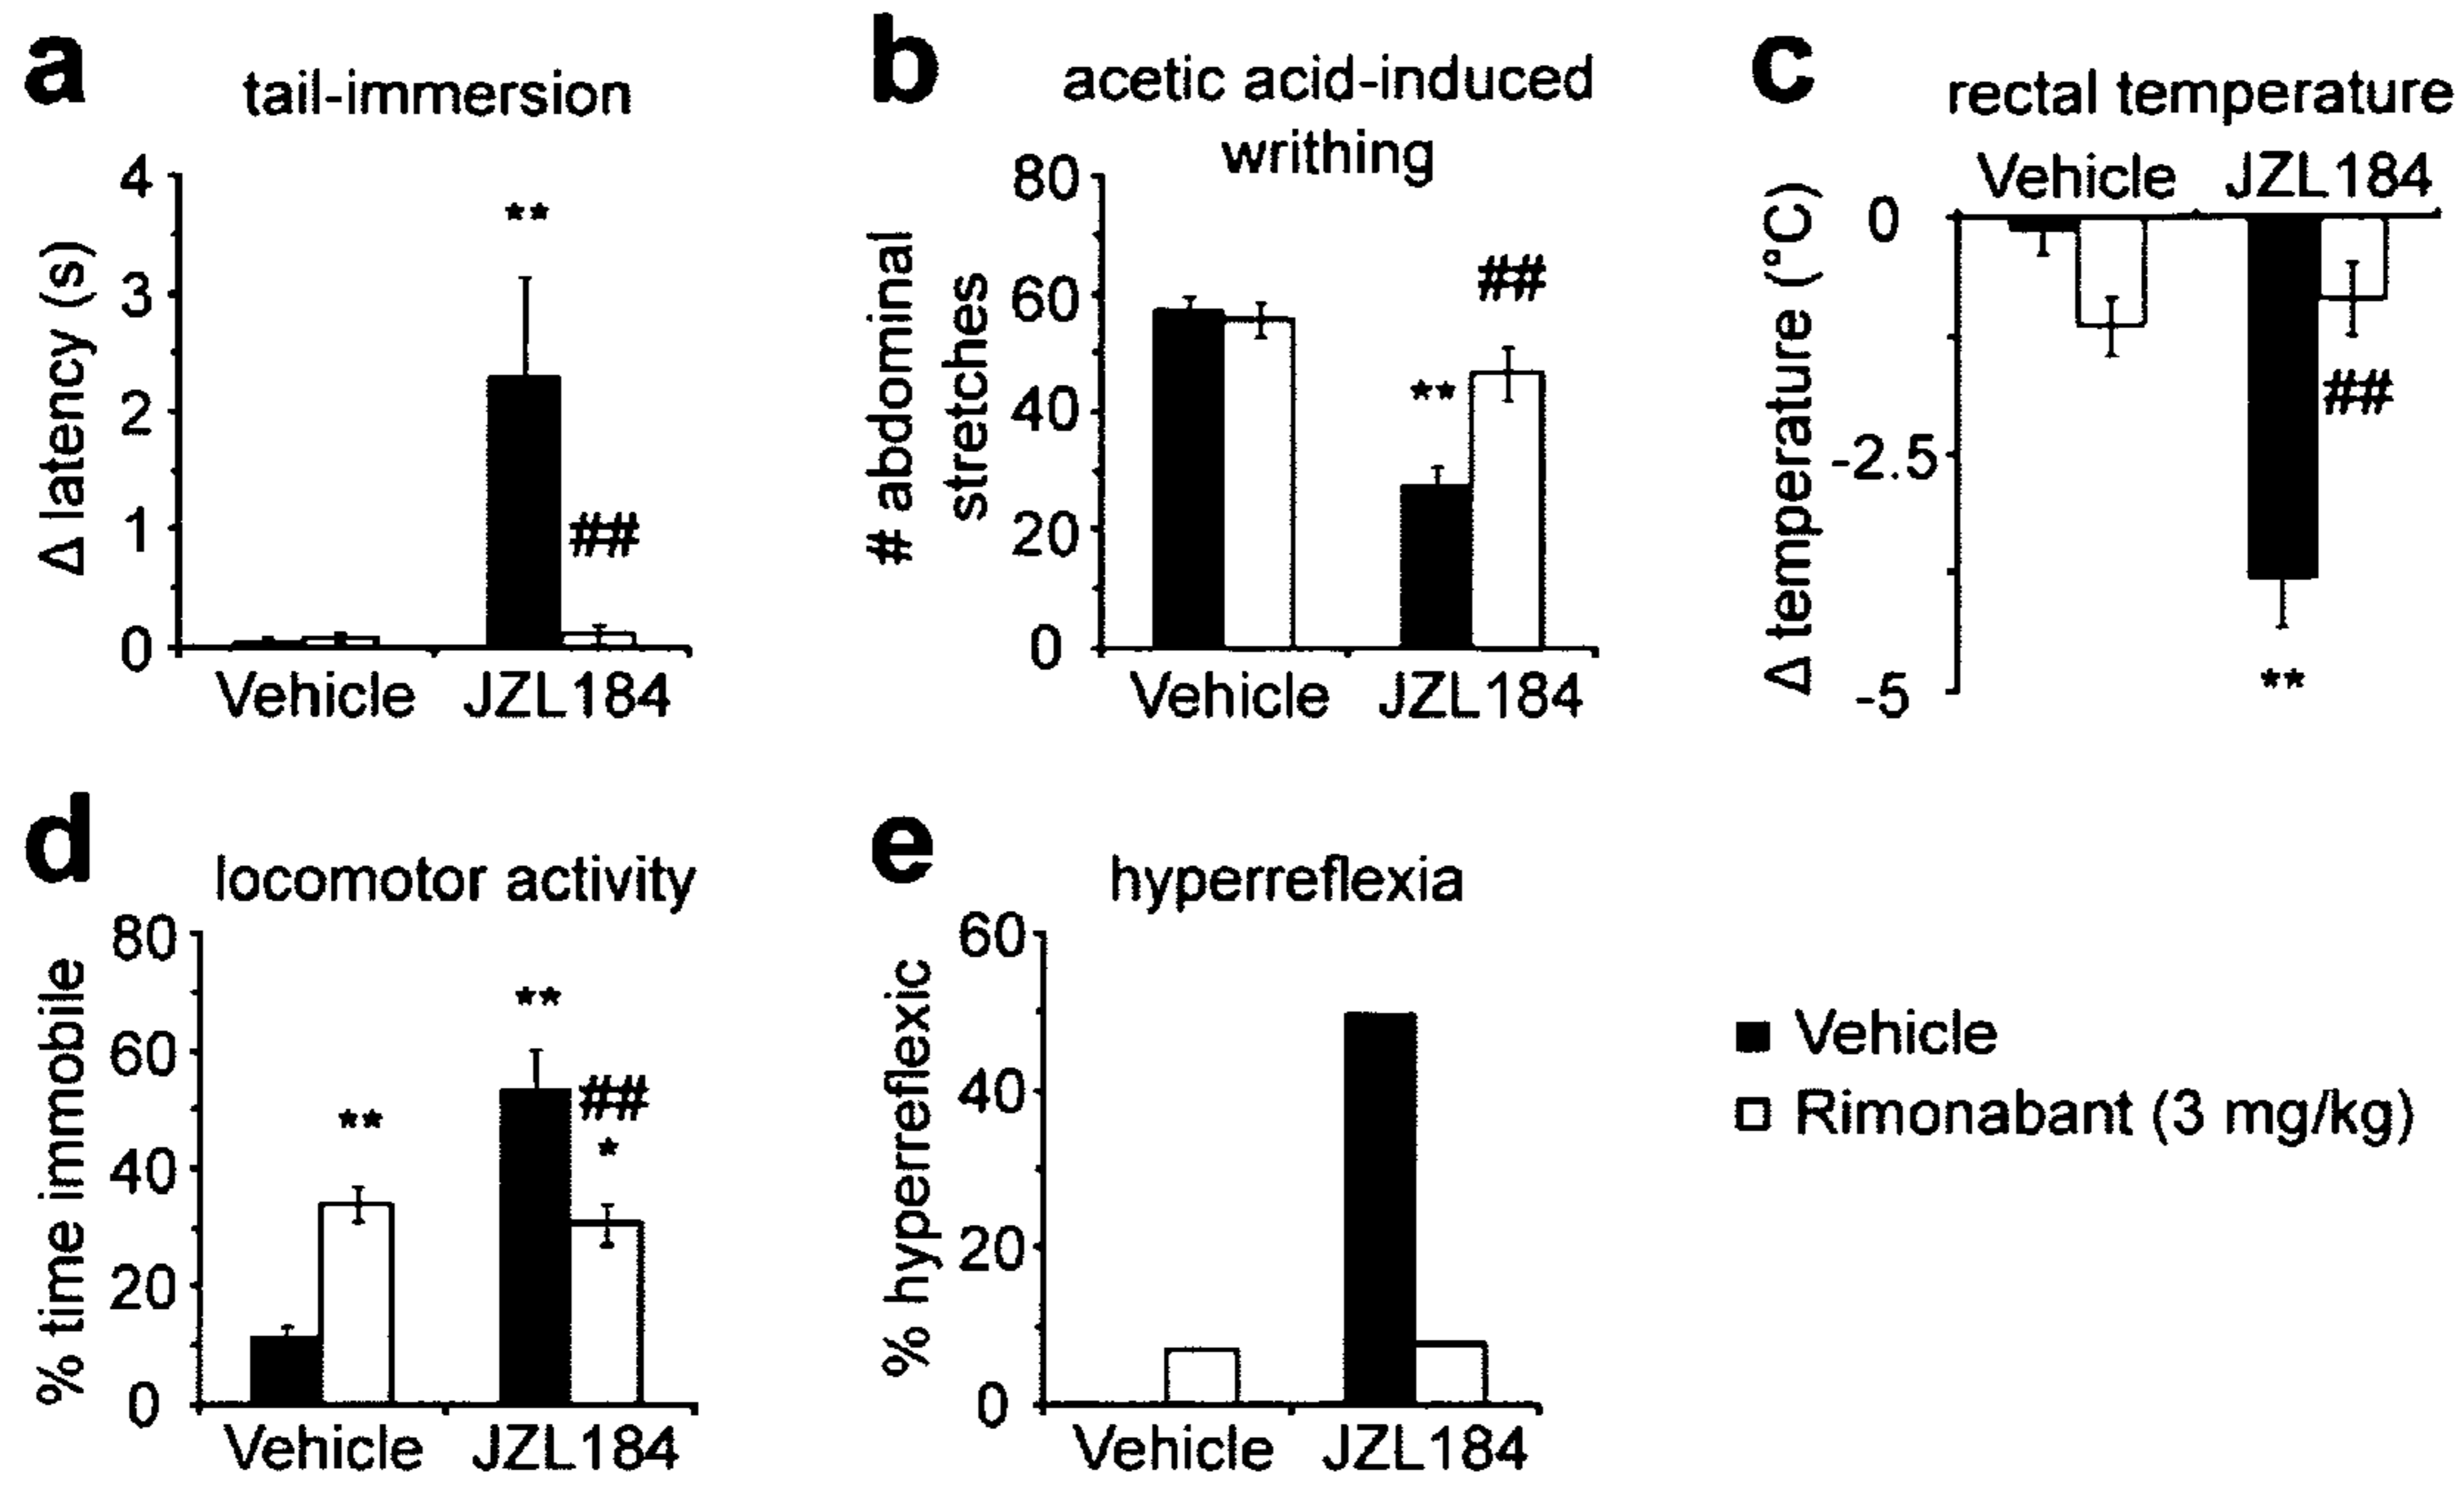 a
tail-immersion
Δ latency (s)
4
3
2
1
0
**
##
Vehicle JZL184
b
acetic acid-induced
writhing
# abdominal
stretches
80
60
40
20
0
**
##
Vehicle JZL184
c
rectal temperature
Vehicle JZL184
Δ temperature (°C)
0
-2.5
-5
##
**
d
locomotor activity
% time immobile
80
60
40
20
0
**
**
##
*
Vehicle JZL184
e
hyperreflexia
% hyperreflexic
60
40
20
0
Vehicle JZL184
Vehicle
Rimonabant (3 mg/kg)